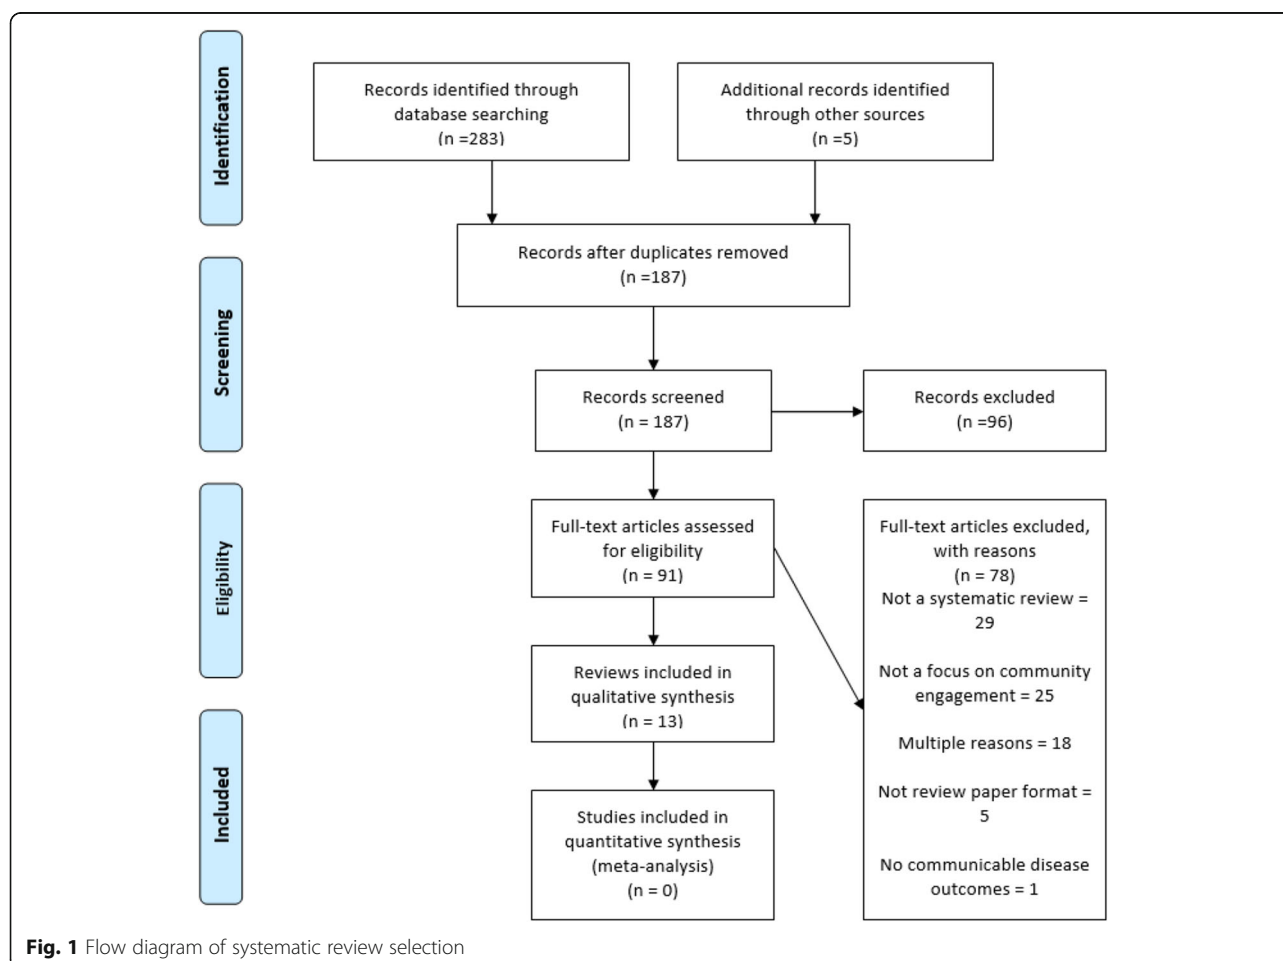 Identification
Records identified through
database searching
(n =283)
Additional records identified
through other sources
(n =5)
Records after duplicates removed
(n =187)
Screening
Records screened
(n = 187)
Records excluded
(n =96)
Eligibility
Full-text articles assessed
for eligibility
(n = 91)
Full-text articles excluded,
with reasons
(n = 78)
Not a systematic review =
29
Not a focus on community
engagement = 25
Multiple reasons = 18
Not review paper format =
5
No communicable disease
outcomes = 1
Reviews included in
qualitative synthesis
(n = 13)
Included
Studies included in
quantitative synthesis
(meta-analysis)
(n = 0)
Fig. 1 Flow diagram of systematic review selection